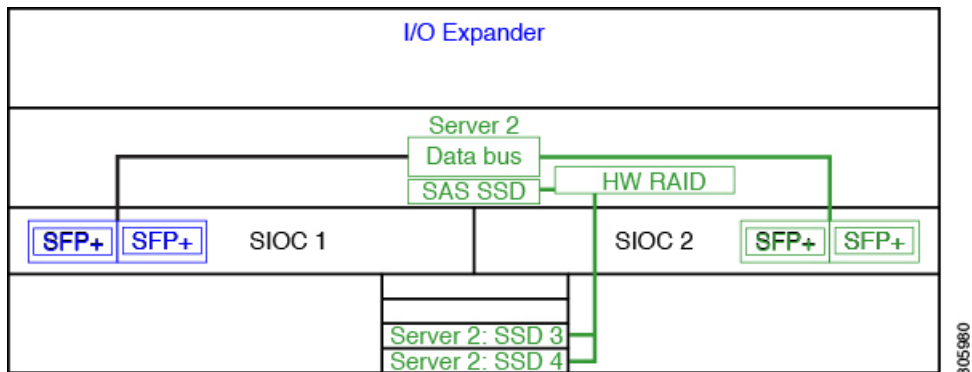 I/O Expander
Server 2
Data bus
SAS SSD
HW RAID
SFP+ SFP+ SIOC 1 SIOC 2 SFP+ SFP+
Server 2: SSD 3
Server 2: SSD 4
305980